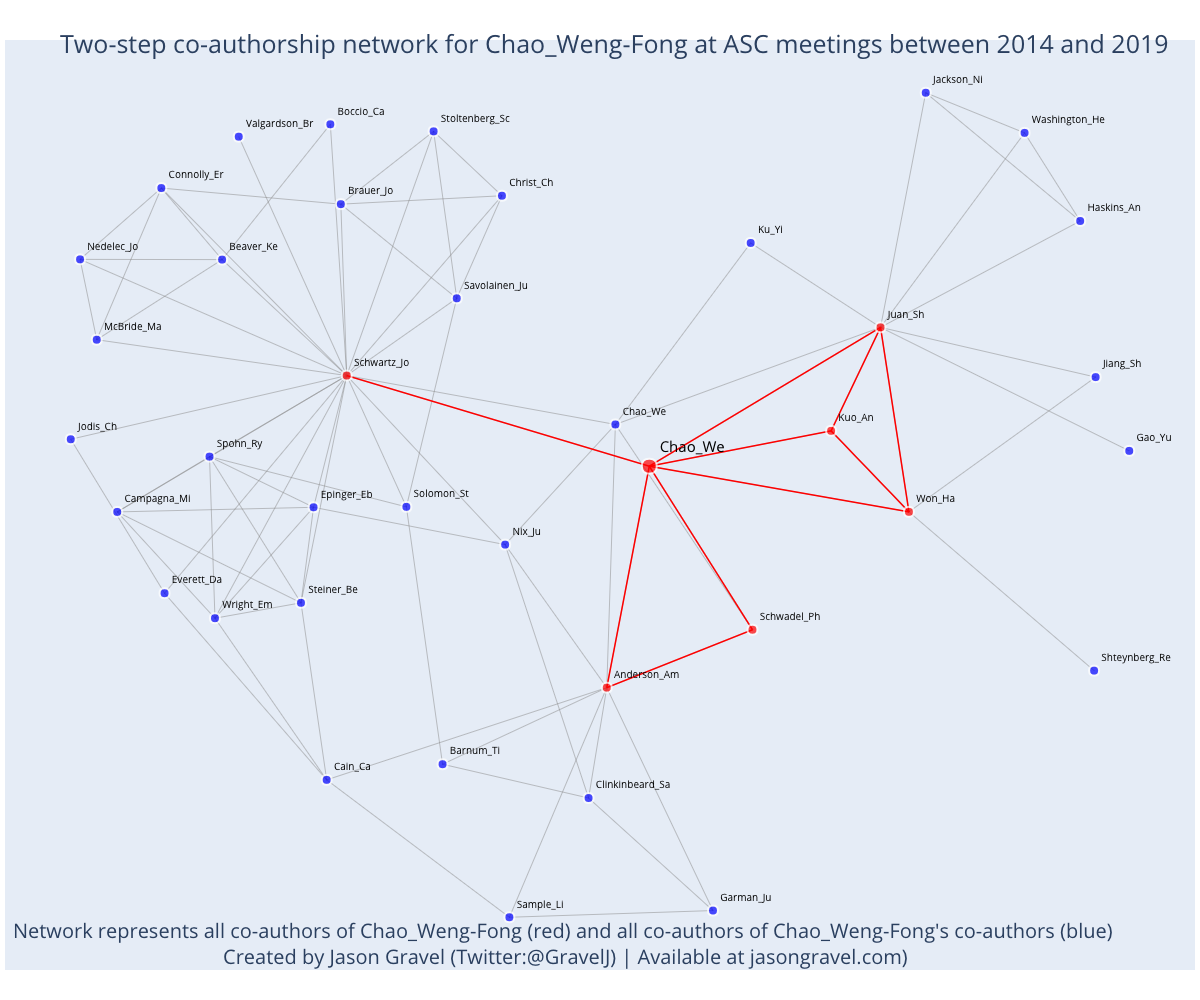 Two-step co-authorship network for Chao_Weng-Fong at ASC meetings between 2014 and 2019
Jackson_Ni
Boccio_Ca
Stoltenberg_Sc
Washington_He
Valgardson_Br
Connolly_Er
Christ_Ch
Brauer_Jo
Haskins_An
Ku_Yi
Nedelec_Jo
Beaver_Ke
Savolainen_Ju
Juan_Sh
McBride_Ma
Schwartz_Jo
Jiang_Sh
Chao_We
Kuo_An
Jodis_Ch
Gao_Yu
Spohn_Ry
Chao_We
Campagna_Mi
Epinger_Eb
Solomon_St
Won_Ha
Nix_Ju
Everett_Da
Steiner_Be
Wright_Em
Schwadel_Ph
Shteynberg_Re
Anderson_Am
Barnum_Ti
Cain_Ca
Clinkinbeard_Sa
Garman_Ju
Sample_Li
Network represents all co-authors of Chao_Weng-Fong (red) and all co-authors of Chao_Weng-Fong's co-authors (blue)
Created by Jason Gravel (Twitter:@GravelJ) | Available at jasongravel.com)